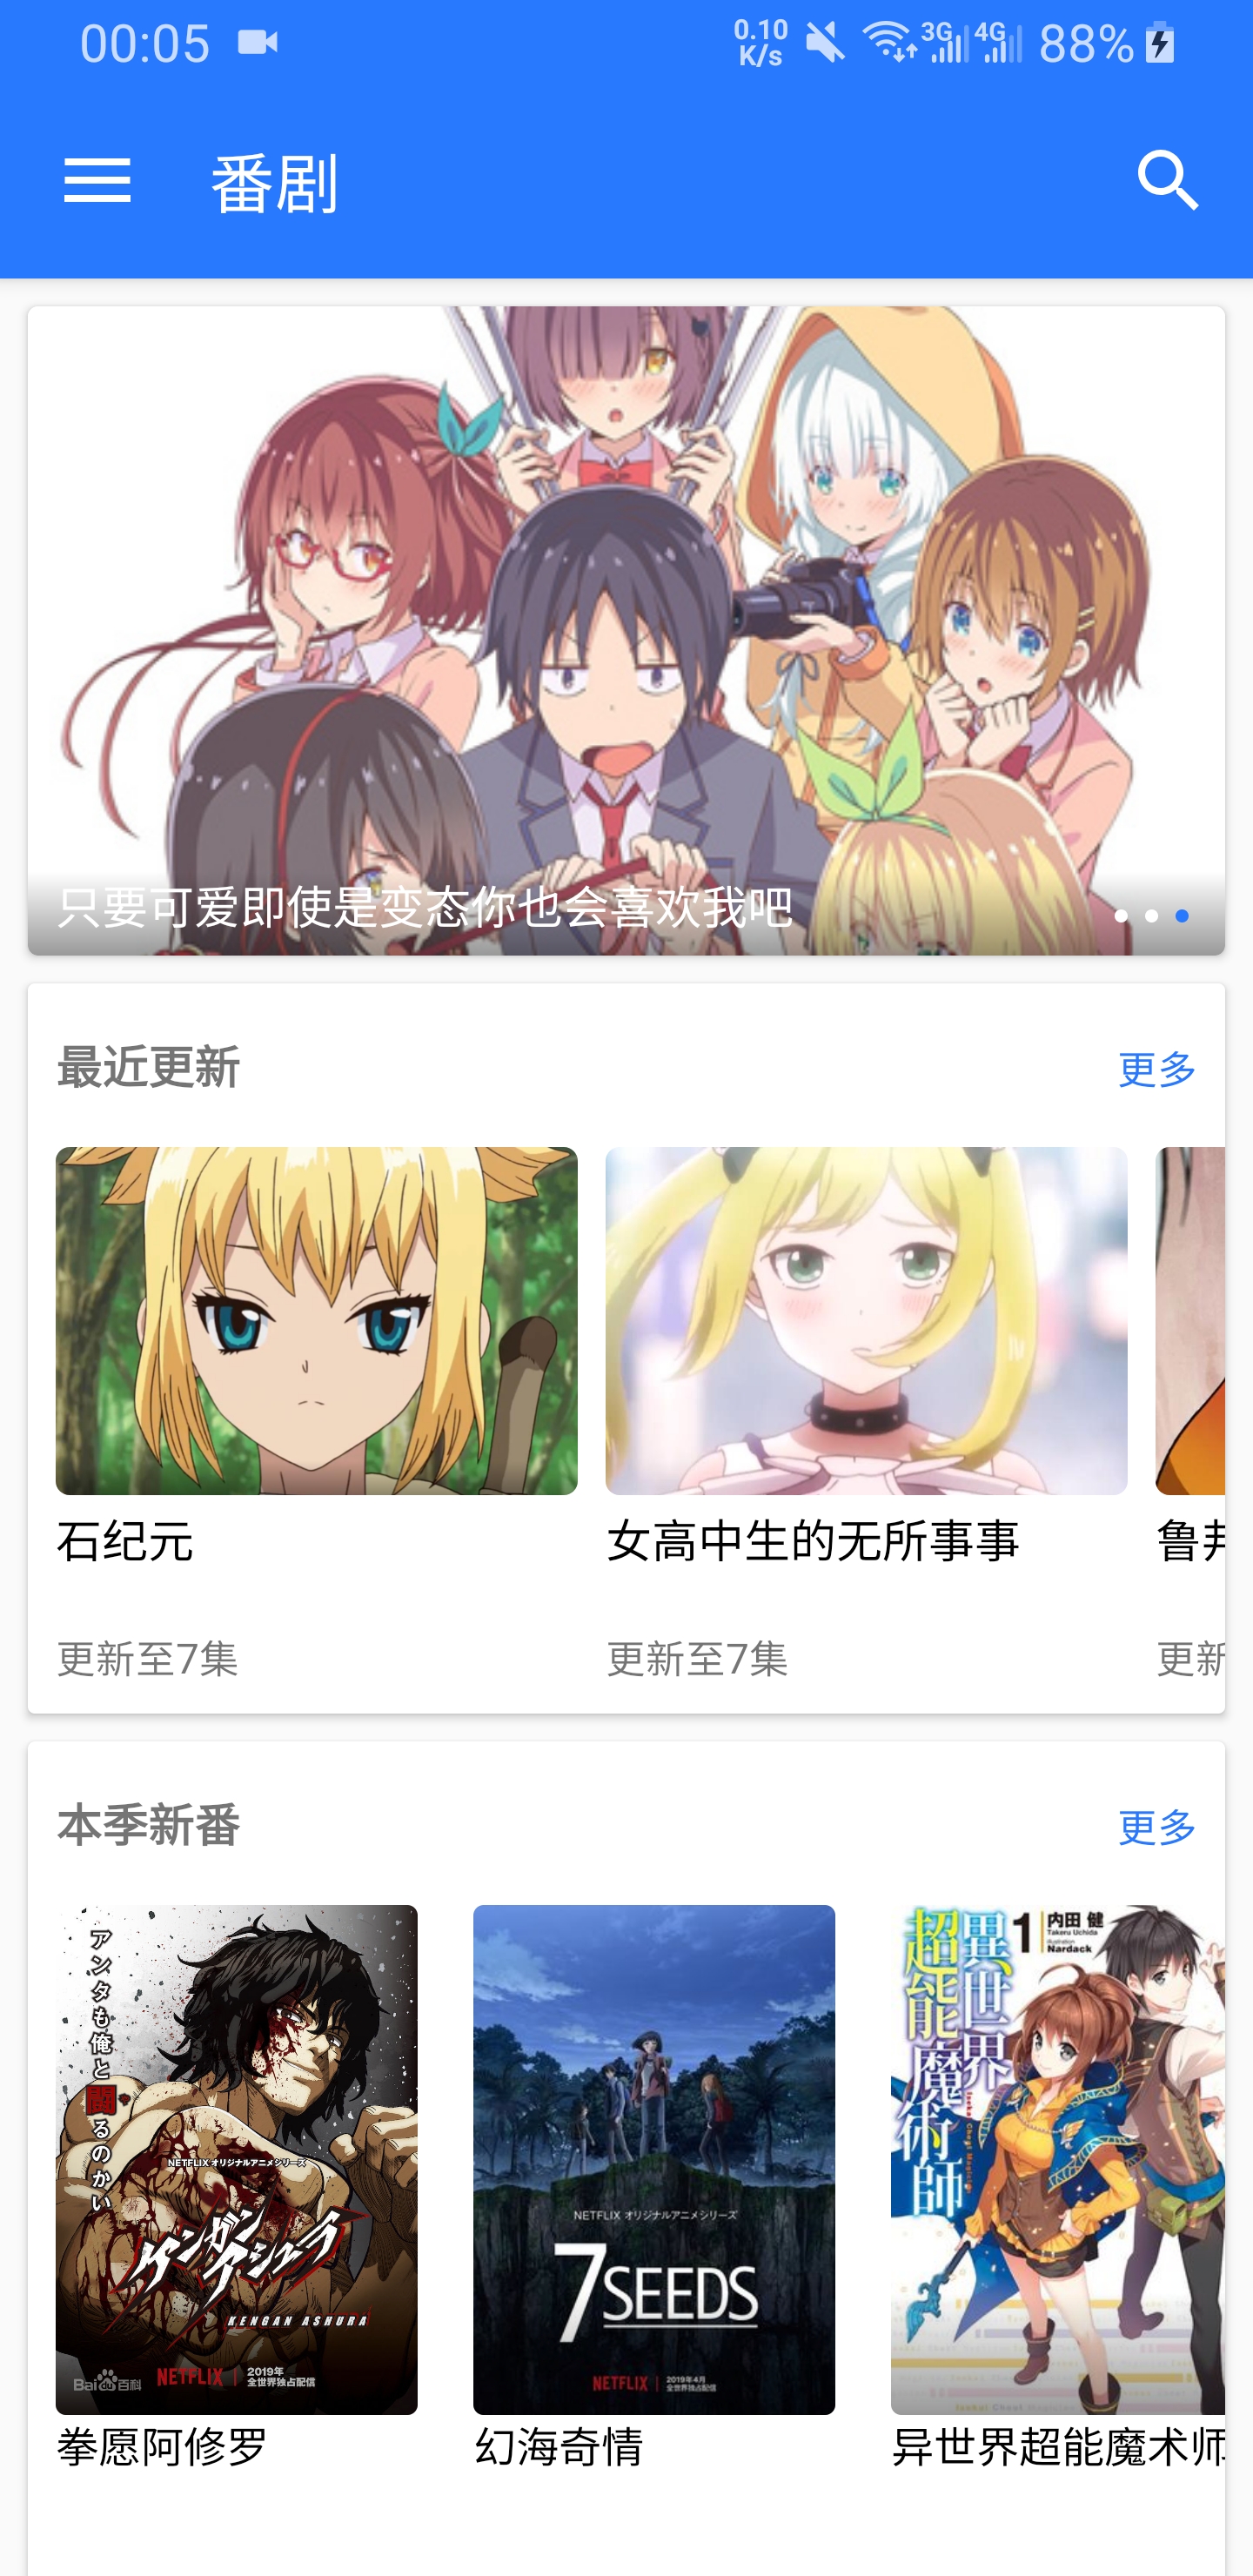 00:05
0.10
K/s
3G
4G
88%
番剧
只要可爱即使是变态你也会喜欢我吧
最近更新
更多
石纪元
女高中生的无所事事
更新至7集
更新至7集
更新
本季新番
更多
アンタも俺と闘るのかい
NETFLIX オリジナルアニメシリーズ
ケンガンアシュラ
KENGAN ASHURA
Bai du 百科
NETFLIX
2019年
全世界独占配信
NETFLIX オリジナルアニメシリーズ
7SEEDS
NETFLIX
2019年4月
全世界独占配信
異世界
超能魔術師
1
内田 健
Takeru Uchida
Illustration
Nardack
拳愿阿修罗
幻海奇情
异世界超能魔术师